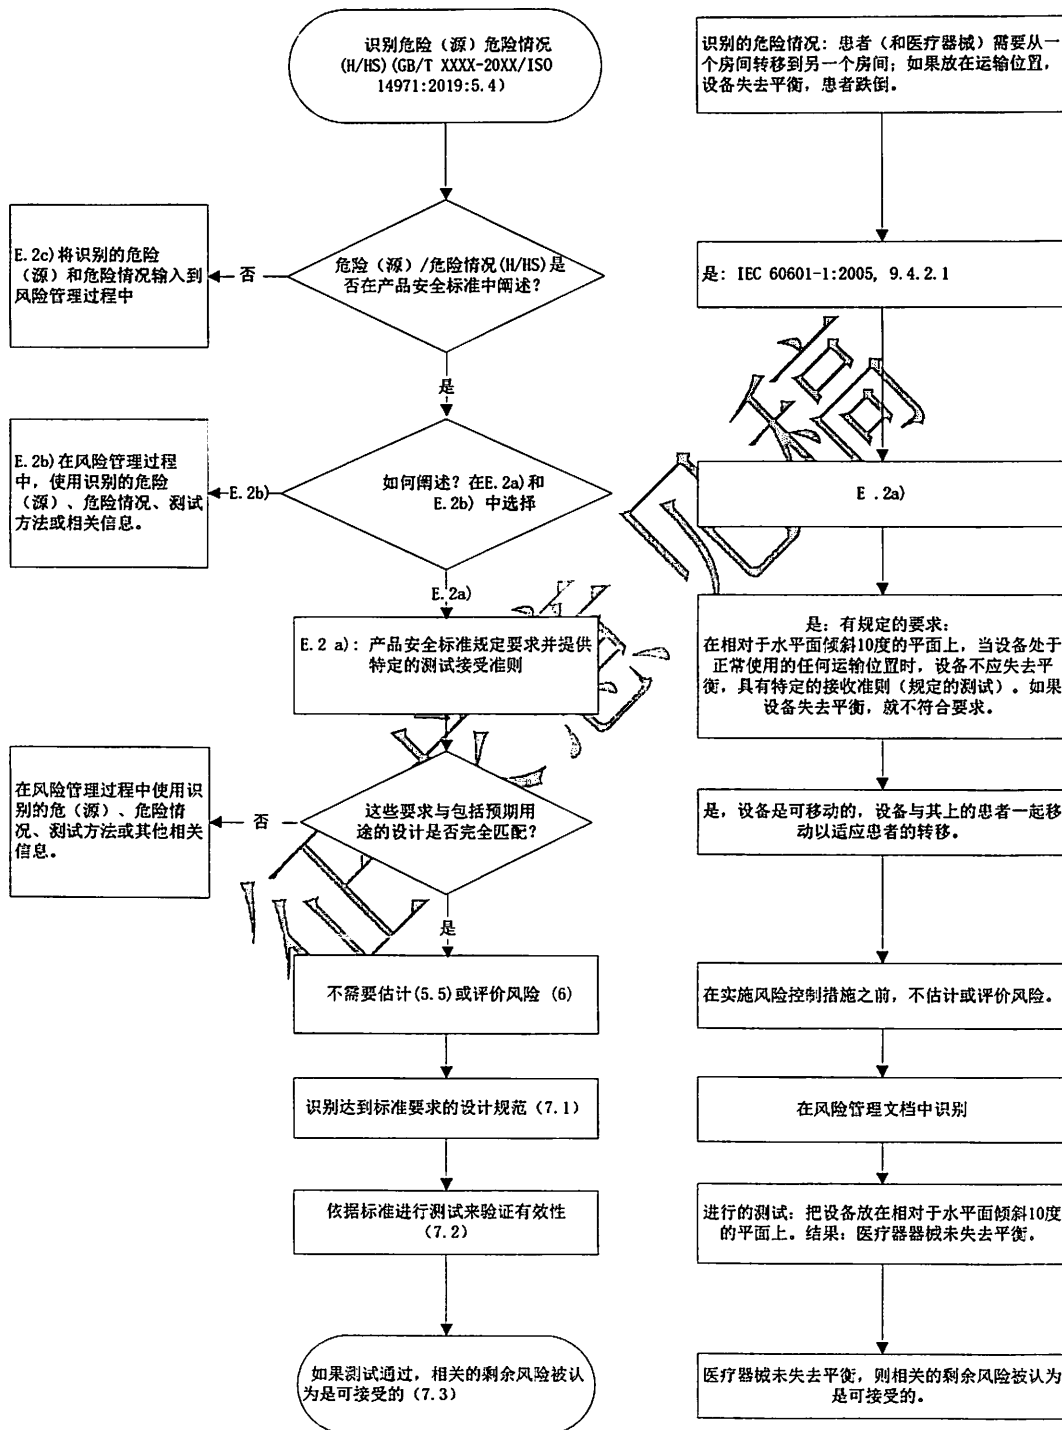 识别危险（源）危险情况
(H/HS)(GB/T XXXX-20XX/ISO
14971:2019:5.4)
危险（源）/危险情况(H/HS)是
否在产品安全标准中阐述？
否
E.2c)将识别的危险
（源）和危险情况输入到
风险管理过程中
是
如何阐述？在E.2a)和
E.2b) 中选择
E.2b)
E.2b)在风险管理过程
中，使用识别的危险
（源）、危险情况、测试
方法或相关信息。
E.2a)
E.2 a)：产品安全标准规定要求并提供
特定的测试接受准则
这些要求与包括预期用
途的设计是否完全匹配？
否
在风险管理过程中使用识
别的危（源）、危险情
况、测试方法或其他相关
信息。
是
不需要估计(5.5)或评价风险 (6)
识别达到标准要求的设计规范（7.1）
依据标准进行测试来验证有效性
(7.2)
如果测试通过，相关的剩余风险被认
为是可接受的（7.3）
识别的危险情况：患者（和医疗器械）需要从一
个房间转移到另一个房间；如果放在运输位置，
设备失去平衡，患者跌倒。
是：IEC 60601-1:2005, 9.4.2.1
E .2a)
是：有规定的要求：
在相对于水平面倾斜10度的平面上，当设备处于
正常使用的任何运输位置时，设备不应失去平
衡，具有特定的接收准则（规定的测试）。如果
设备失去平衡，就不符合要求。
是，设备是可移动的，设备与其上的患者一起移
动以适应患者的转移。
在实施风险控制措施之前，不估计或评价风险。
在风险管理文档中识别
进行的测试：把设备放在相对于水平面倾斜10度
的平面上。结果：医疗器器械未失去平衡.
医疗器械未失去平衡，则相关的剩余风险被认为
是可接受的。